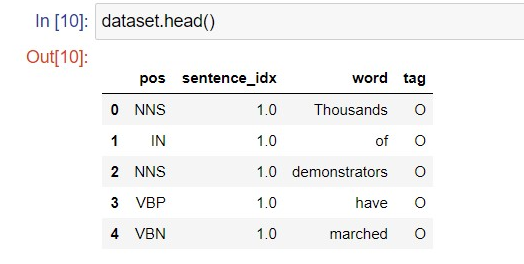 In [10]: dataset.head()
Out[10]:
pos sentence_idx word tag
0 NNS 1.0 Thousands O
1 IN 1.0 of O
2 NNS 1.0 demonstrators O
3 VBP 1.0 have O
4 VBN 1.0 marched O